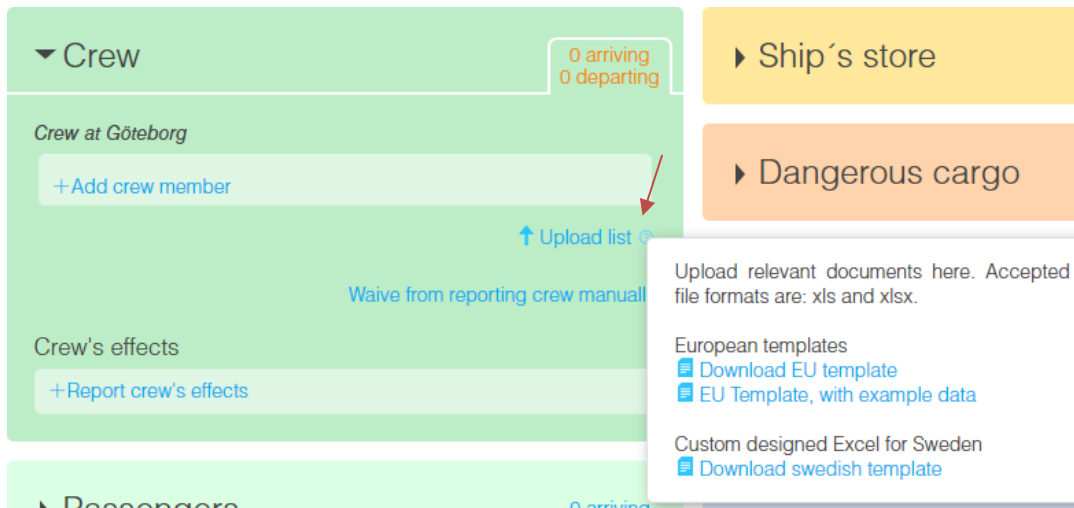 Crew
0 arriving
0 departing
Crew at Göteborg
+Add crew member
Upload list
Waive from reporting crew manuall
Crew's effects
+Report crew's effects
Passengers
0 arriving
Ship´s store
Dangerous cargo
Upload relevant documents here. Accepted
file formats are: xls and xlsx.
European templates
Download EU template
EU Template, with example data
Custom designed Excel for Sweden
Download swedish template